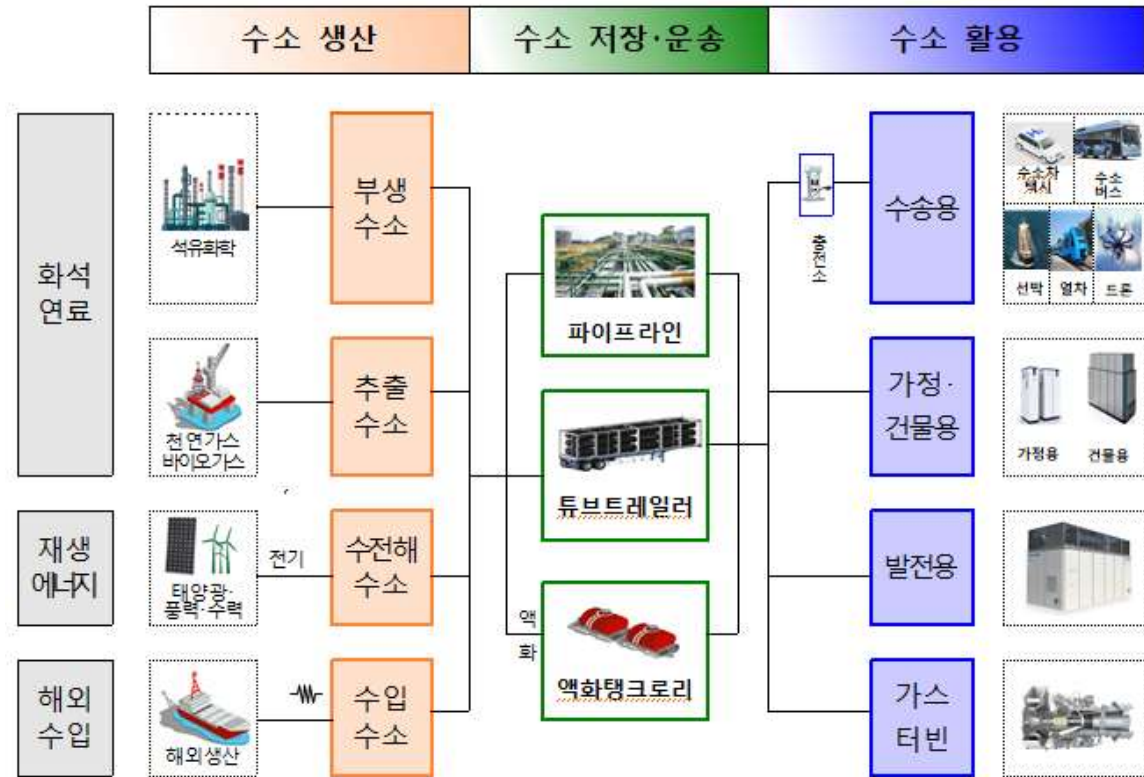 수소 생산
수소 저장·운송
수소 활용
화석
연료
석유화학
부생
수소
천연가스
바이오가스
추출
수소
재생
에너지
태양광·
풍력·수력
전기
수전해
수소
해외
수입
해외생산
수입
수소
파이프라인
튜브트레일러
액
화
액화탱크로리
충
전
소
수송용
수소차
택시
수소
버스
선박
열차
드론
가정·
건물용
가정용
건물용
발전용
가스
터빈